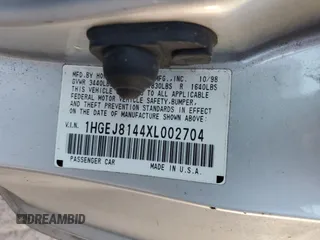 MFD. BY HO MFG., INC. 10/98
GVWR 3440LBS 1830LBS R 1640LBS
THIS VEHICLE TO ALL APPLICABLE
FEDERAL MOTOR VEHICLE SAFETY, BUMPER,
AND THEFT PREVENTION STANDARDS IN
EFFECT ON THE DATE OF MANUFACTURE
SHOWN ABOVE.
V.I.N. 1HGEJ8144XL002704
PASSENGER CAR MADE IN U.S.A.
DREAMBID